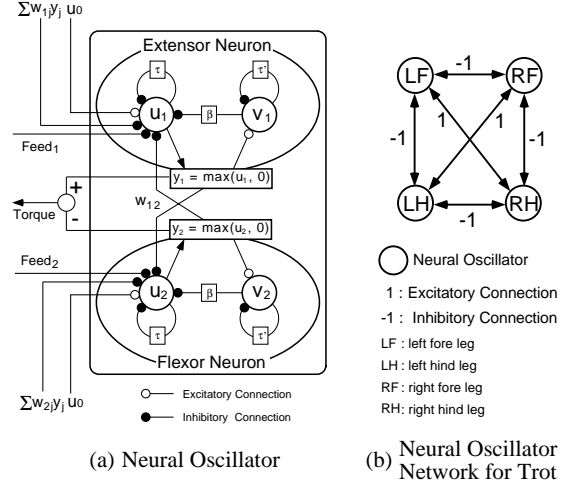 Σw1jyj u0
Extensor Neuron
τ
τ'
u1
β
v1
Feed1
y1 = max(u1, 0)
+
w12
Torque
-
y2 = max(u2, 0)
Feed2
u2
β
v2
τ
τ'
Flexor Neuron
Σw2jyj u0
Excitatory Connection
Inhibitory Connection
(a) Neural Oscillator
LF
-1
RF
-1
1
1
-1
LH
-1
RH
Neural Oscillator
1 : Excitatory Connection
-1 : Inhibitory Connection
LF : left fore leg
LH : left hind leg
RF : right fore leg
RH: right hind leg
(b) Neural Oscillator
Network for Trot